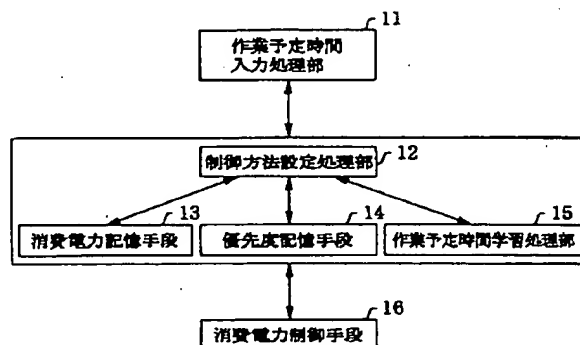 11
作業予定時間
入力処理部
12
制御方法設定処理部
13
消費電力記憶手段
14
優先度記憶手段
15
作業予定時間学習処理部
16
消費電力制御手段